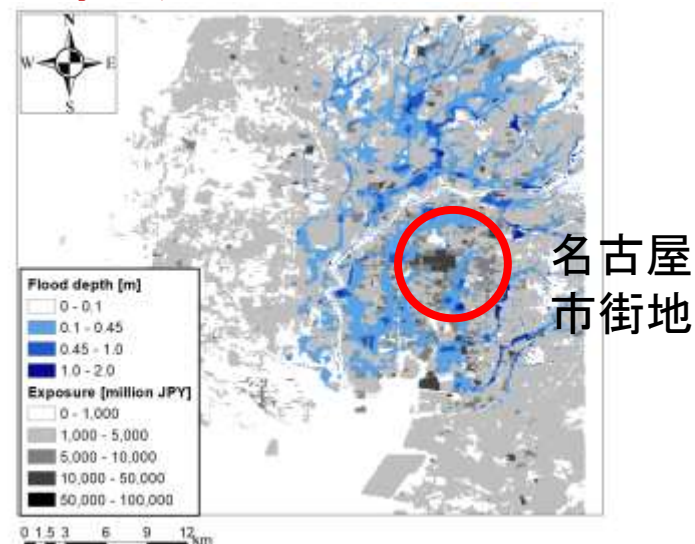 N
W E
S
名古屋
市街地
Flood depth [m]
0 - 0.1
0.1 - 0.45
0.45 - 1.0
1.0 - 2.0
Exposure [million JPY]
0 - 1,000
1,000 - 5,000
5,000 - 10,000
10,000 - 50,000
50,000 - 100,000
0 1.5 3 6 9 12 km